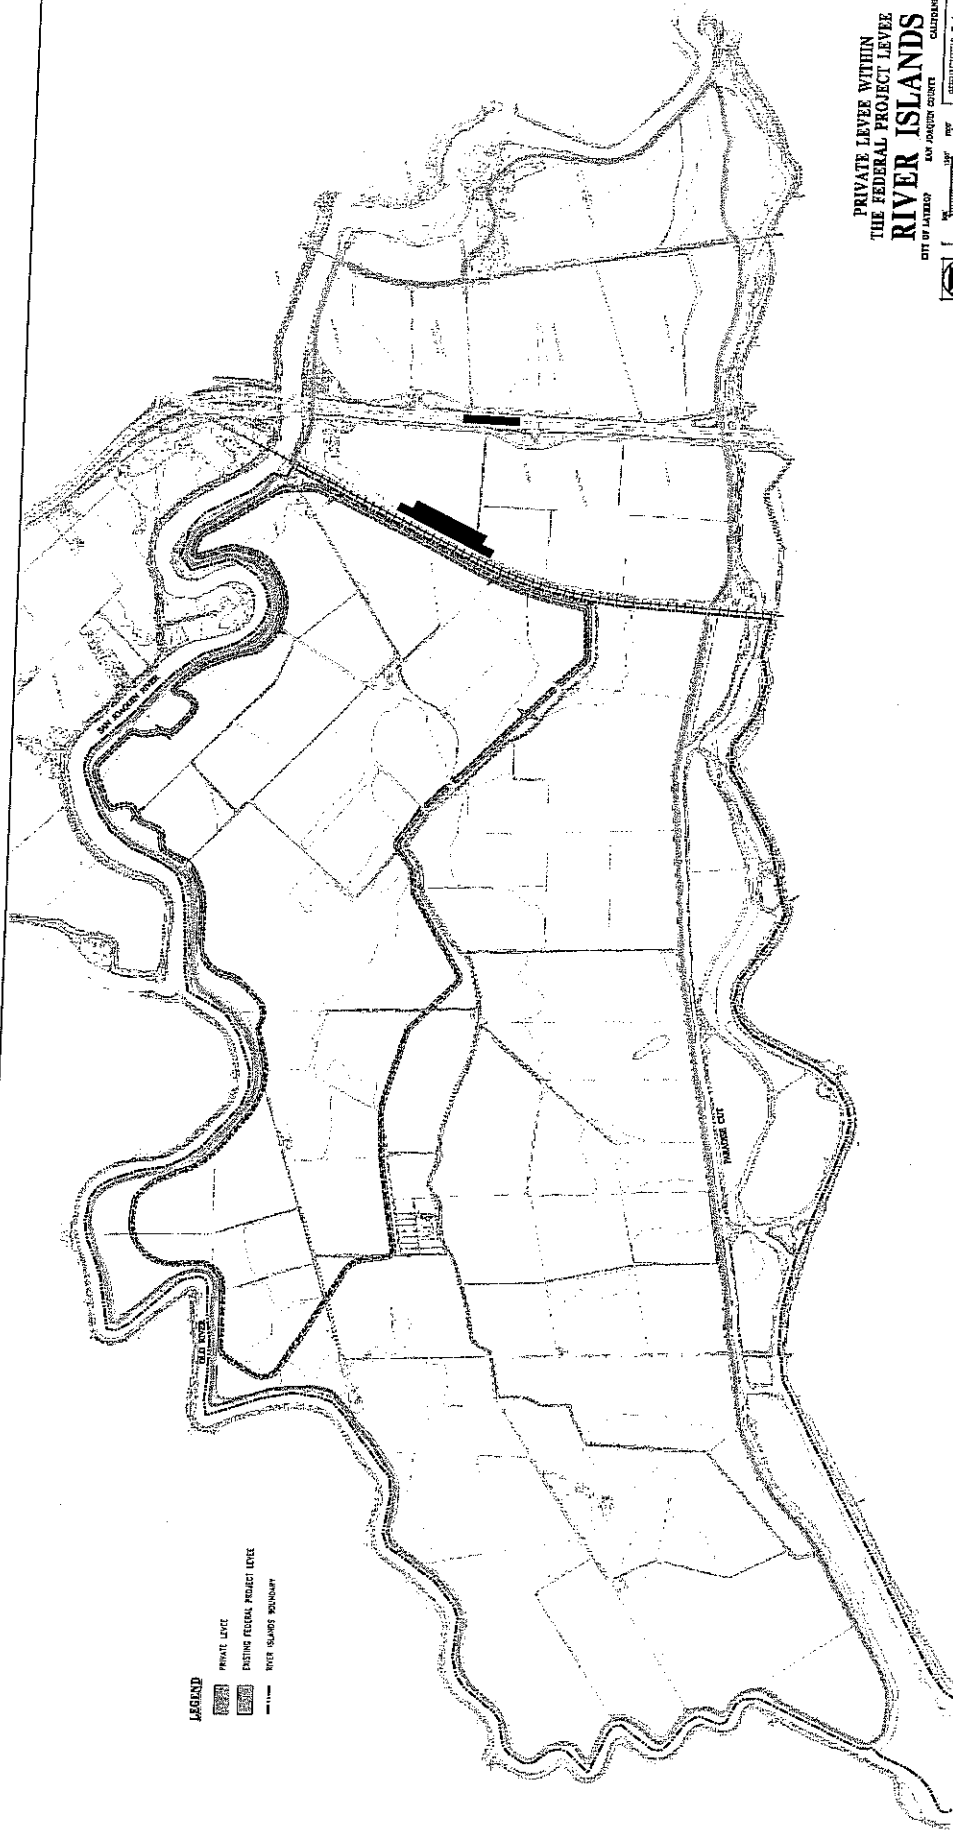 PRIVATE LEVEE WITHIN
THE FEDERAL PROJECT LEVEE
RIVER ISLANDS
CITY OF LATHROP SAN JOAQUIN COUNTY CALIFORNIA
SAN JOAQUIN RIVER
OLD RIVER
PARADISE CUT
LEGEND
PRIVATE LEVEE
EXISTING FEDERAL PROJECT LEVEE
RIVER ISLANDS BOUNDARY